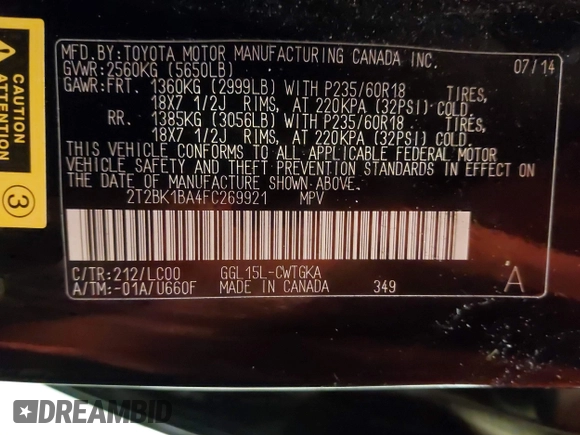 MFD. BY: TOYOTA MOTOR MANUFACTURING CANADA INC.
07/14
GVWR: 2560KG (5650LB)
GAWR: FRT. 1360KG (2999LB) WITH P235/60R18 TIRES,
18X7 1/2J RIMS, AT 220KPA (32PSI) COLD
RR. 1385KG (3056LB) WITH P235/60R18 TIRES,
18X7 1/2J RIMS, AT 220KPA (32PSI) COLD.
THIS VEHICLE CONFORMS TO ALL APPLICABLE FEDERAL MOTOR
VEHICLE SAFETY AND THEFT PREVENTION STANDARDS IN EFFECT ON
THE DATE OF MANUFACTURE SHOWN ABOVE.
2T2BK1BA4FC269921 MPV
C/TR: 212/LC00 GGL15L-CWTGKA
A/TM: -01A/U660F MADE IN CANADA 349 A
CAUTION
3
DREAMBID